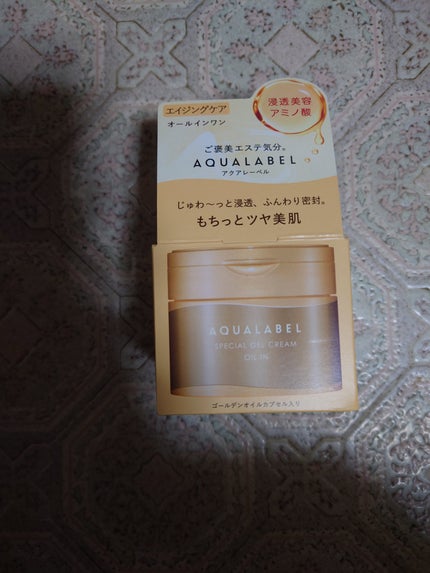 エイジングケア
オールインワン
浸透美容
アミノ酸
ご褒美エステ気分。
AQUALABEL
アクアレーベル
じゅわ～っと浸透、ふんわり密封。
もちっとツヤ美肌
AQUALABEL
SPECIAL GEL CREAM
OIL IN
ゴールデンオイルカプセル入り